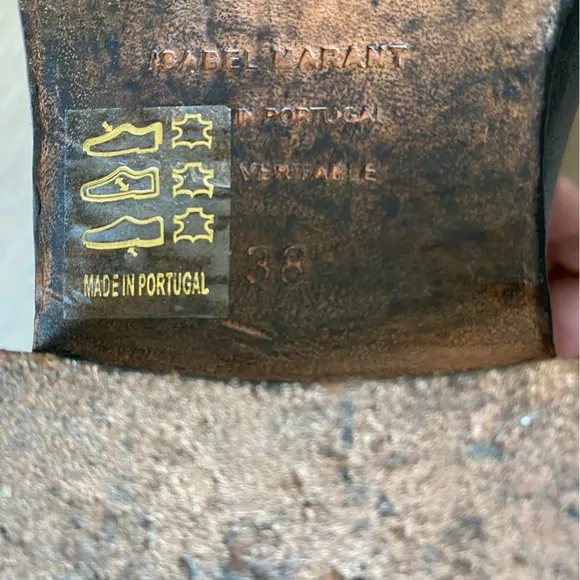 ISABEL MARANT
IN PORTUGAL
VERITABLE
38
MADE IN PORTUGAL